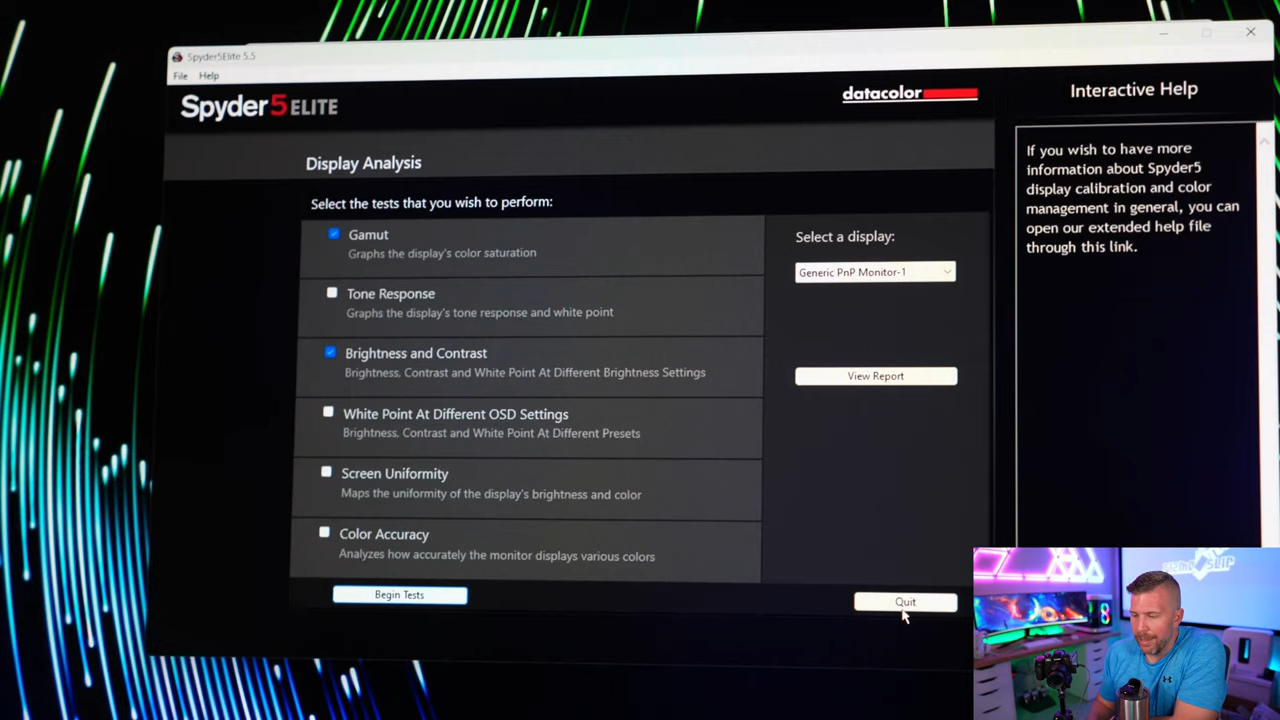 Spyder5Elite 5.5
File Help
Spyder5ELITE
datacolor
Interactive Help
Display Analysis
Select the tests that you wish to perform:
Gamut
Graphs the display's color saturation
Tone Response
Graphs the display's tone response and white point
Brightness and Contrast
Brightness, Contrast and White Point At Different Brightness Settings
White Point At Different OSD Settings
Brightness, Contrast and White Point At Different Presets
Screen Uniformity
Maps the uniformity of the display's brightness and color
Color Accuracy
Analyzes how accurately the monitor displays various colors
Begin Tests
Select a display:
Generic PnP Monitor-1
View Report
Quit
If you wish to have more
information about Spyder5
display calibration and color
management in general, you can
open our extended help file
through this link.
SLIP